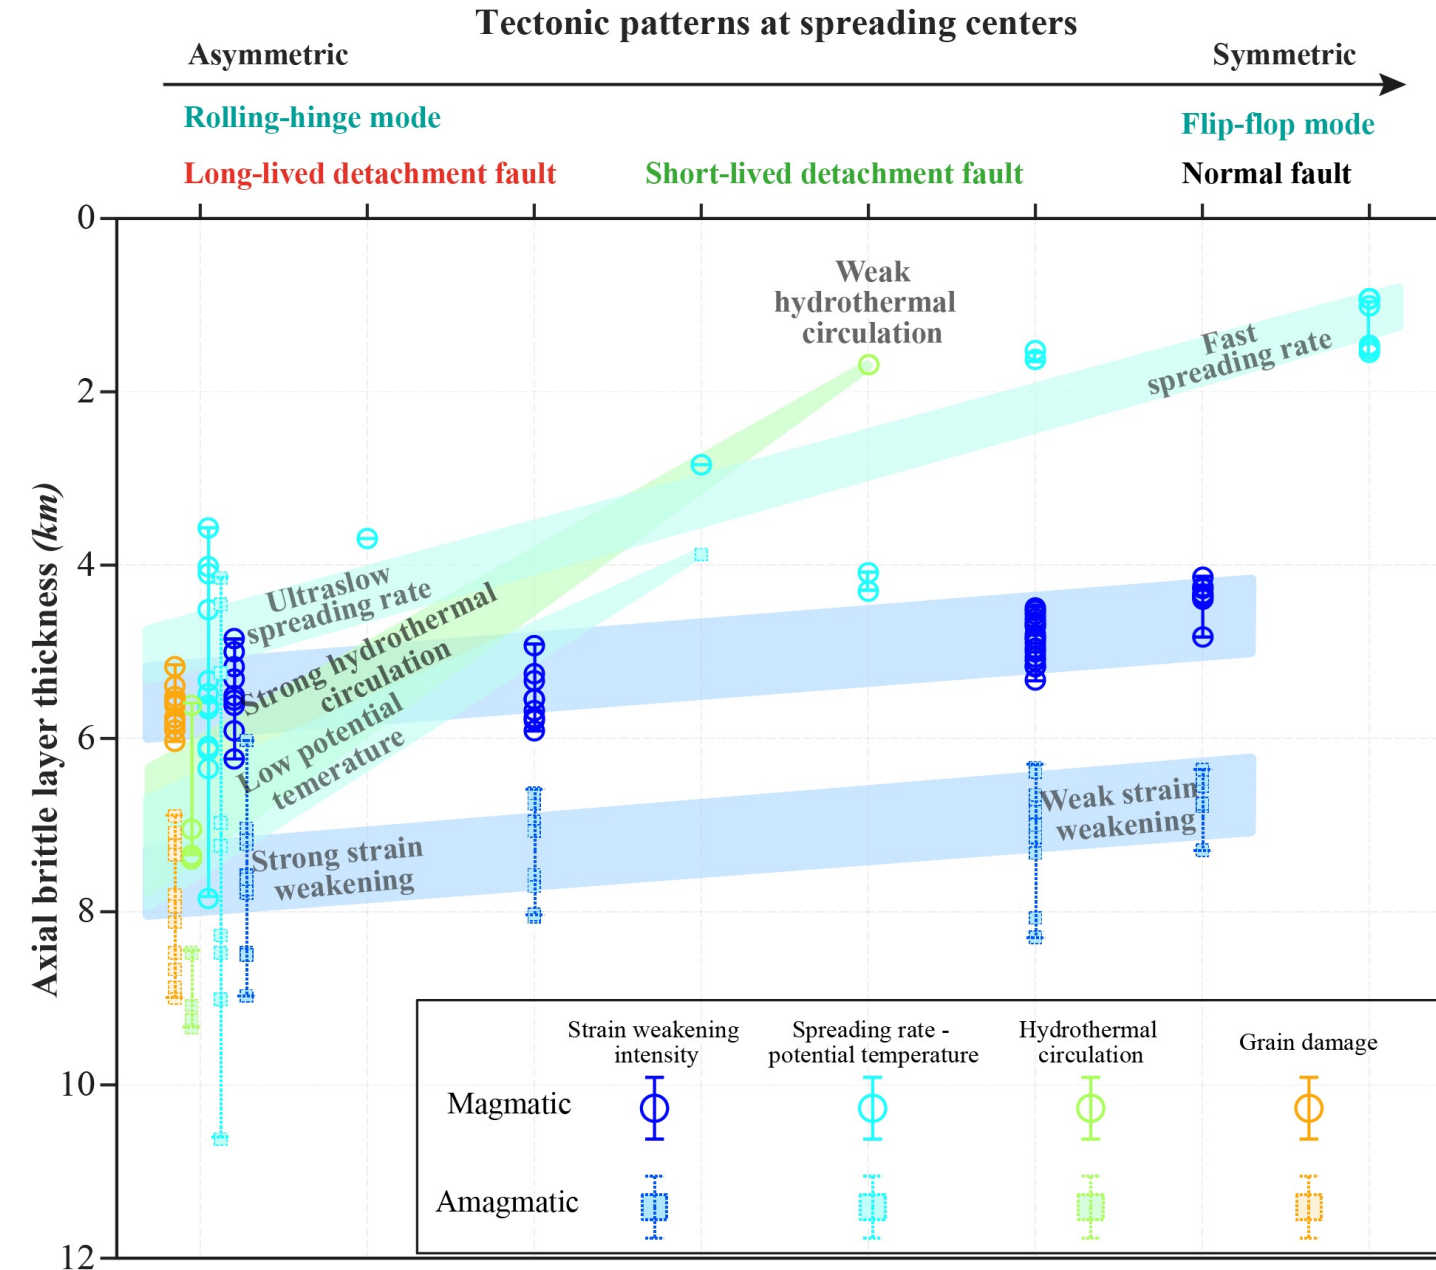 Tectonic patterns at spreading centers
Asymmetric
Symmetric
Rolling-hinge mode
Flip-flop mode
Long-lived detachment fault
Short-lived detachment fault
Normal fault
0
2
4
6
8
10
12
Axial brittle layer thickness (km)
Weak
hydrothermal
circulation
Fast
spreading rate
Ultraslow
spreading rate
Strong hydrothermal
circulation
Low potential
temerature
Strong strain
weakening
Weak strain
weakening
Strain weakening
intensity
Spreading rate -
potential temperature
Hydrothermal
circulation
Grain damage
Magmatic
Amagmatic